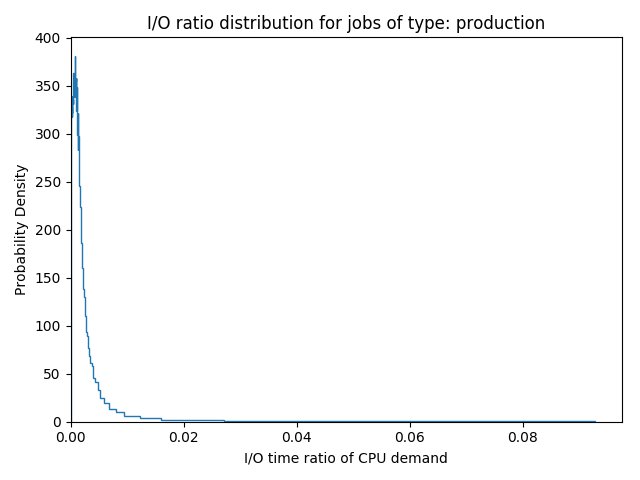 I/O ratio distribution for jobs of type: production
400
350
300
250
200
150
100
50
0
Probability Density
0.00 0.02 0.04 0.06 0.08
I/O time ratio of CPU demand